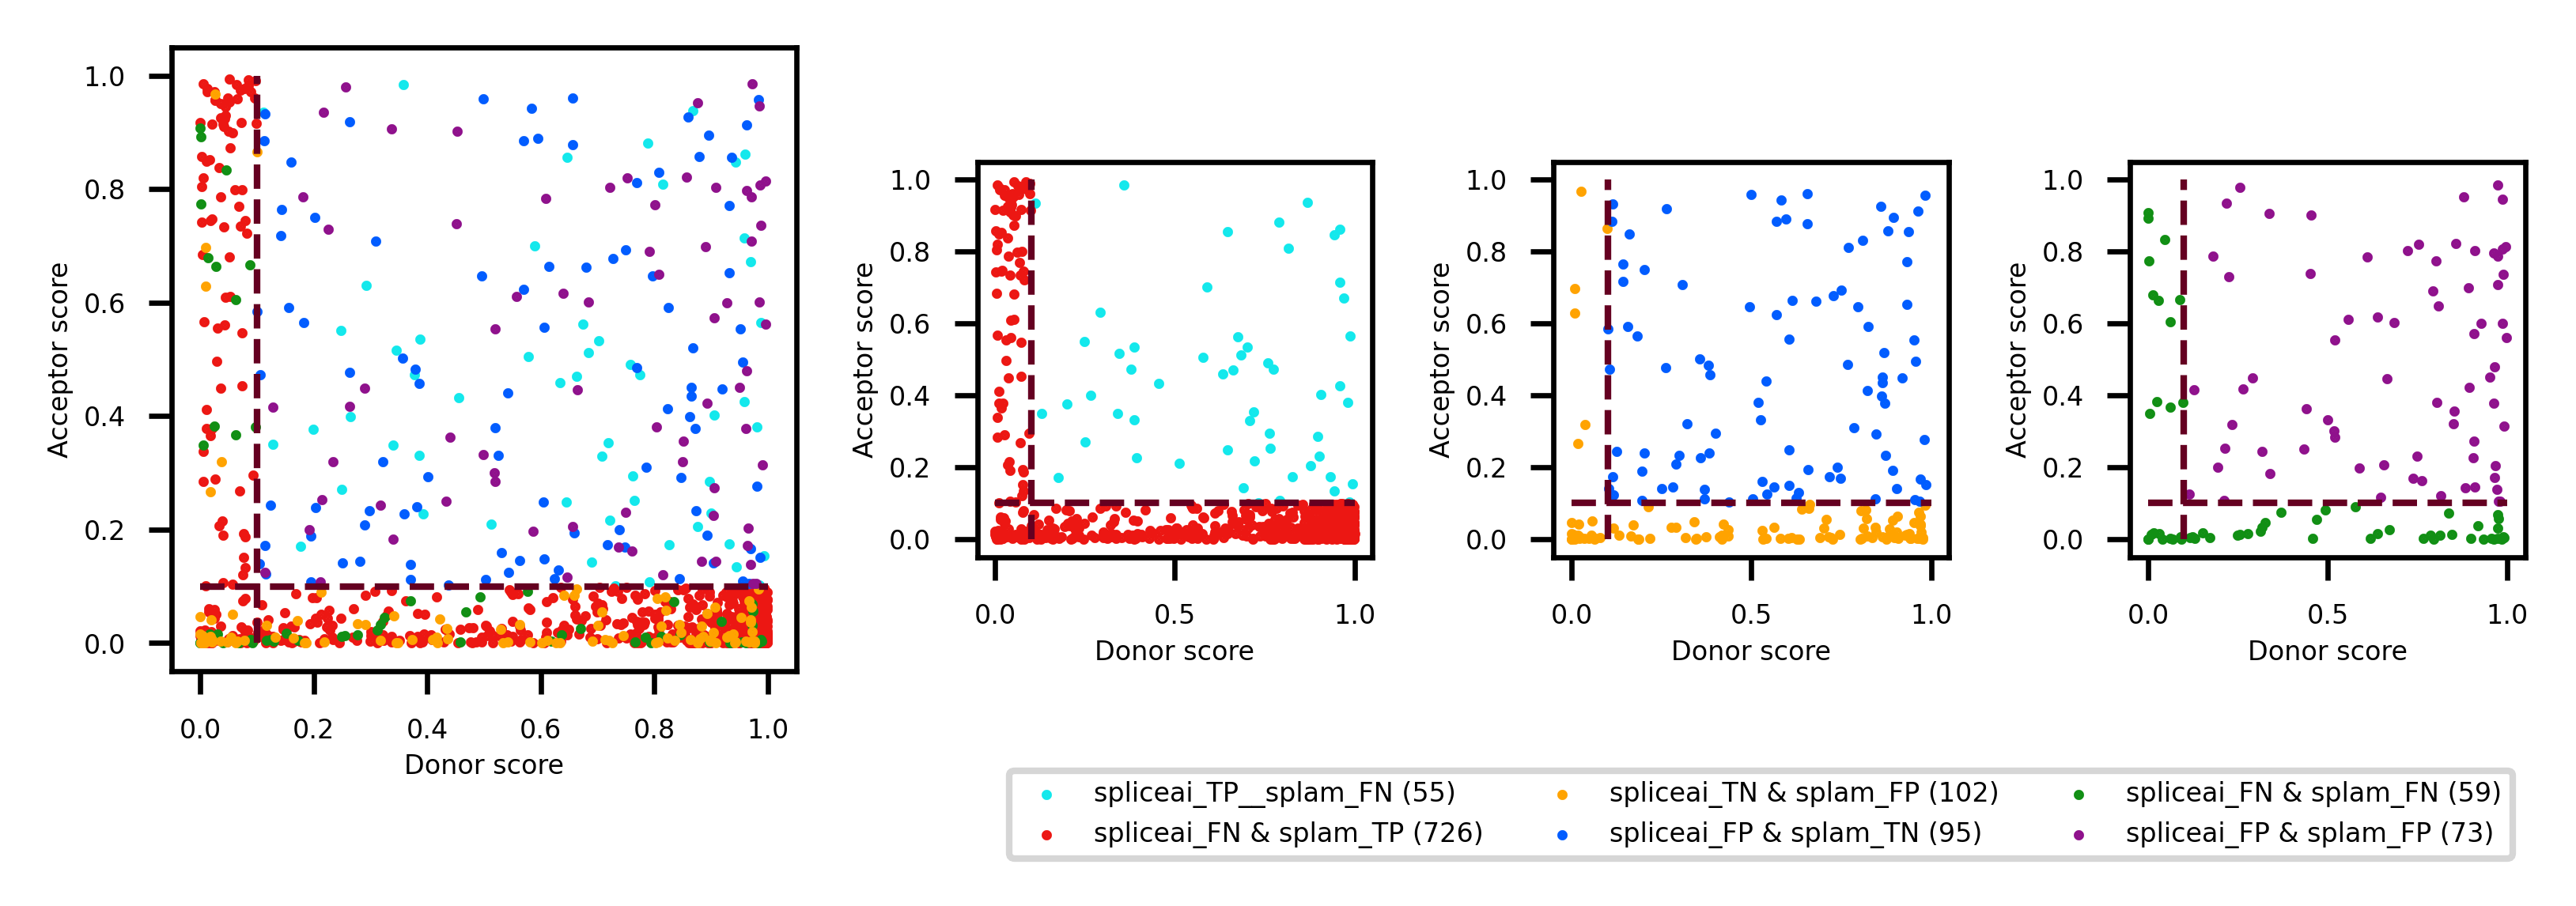 1.0
0.8
0.6
0.4
0.2
0.0
Acceptor score
0.0 0.2 0.4 0.6 0.8 1.0
Donor score
1.0
0.8
0.6
0.4
0.2
0.0
Acceptor score
0.0 0.5 1.0
Donor score
1.0
0.8
0.6
0.4
0.2
0.0
Acceptor score
0.0 0.5 1.0
Donor score
1.0
0.8
0.6
0.4
0.2
0.0
Acceptor score
0.0 0.5 1.0
Donor score
spliceai_TP__splam_FN (55)
spliceai_FN & splam_TP (726)
spliceai_TN & splam_FP (102)
spliceai_FP & splam_TN (95)
spliceai_FN & splam_FN (59)
spliceai_FP & splam_FP (73)